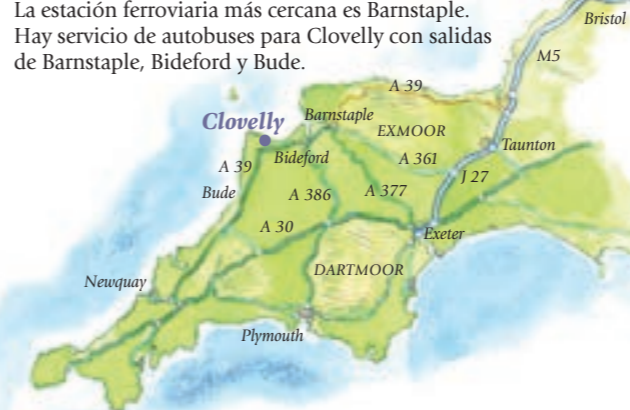 La estación ferroviaria más cercana es Barnstaple.
Hay servicio de autobuses para Clovelly con salidas
de Barnstaple, Bideford y Bude.
Bristol
M5
A 39
Barnstaple
Clovelly
EXMOOR
Taunton
Bideford
A 361
A 39
J 27
Bude
A 386
A 377
A 30
Exeter
DARTMOOR
Newquay
Plymouth